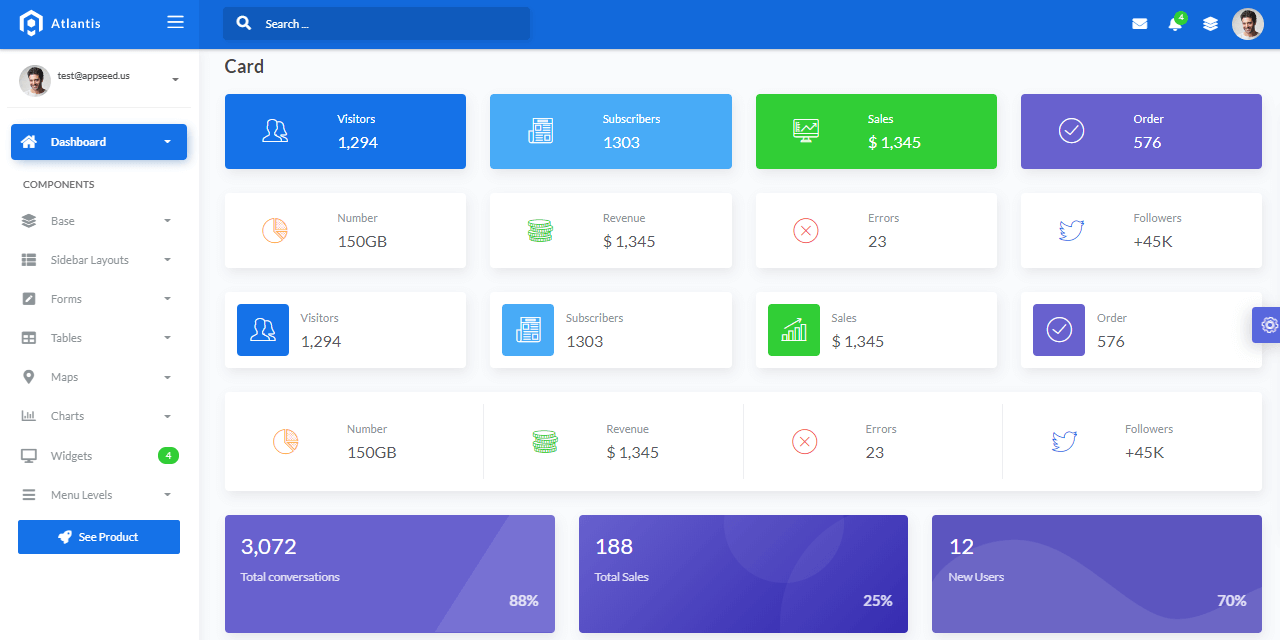 Atlantis
Search ...
4
test@appseed.us
Dashboard
COMPONENTS
Base
Sidebar Layouts
Forms
Tables
Maps
Charts
Widgets 4
Menu Levels
See Product
Card
Visitors
1,294
Subscribers
1303
Sales
$ 1,345
Order
576
Number
150GB
Revenue
$ 1,345
Errors
23
Followers
+45K
Visitors
1,294
Subscribers
1303
Sales
$ 1,345
Order
576
Number
150GB
Revenue
$ 1,345
Errors
23
Followers
+45K
3,072
Total conversations
88%
188
Total Sales
25%
12
New Users
70%